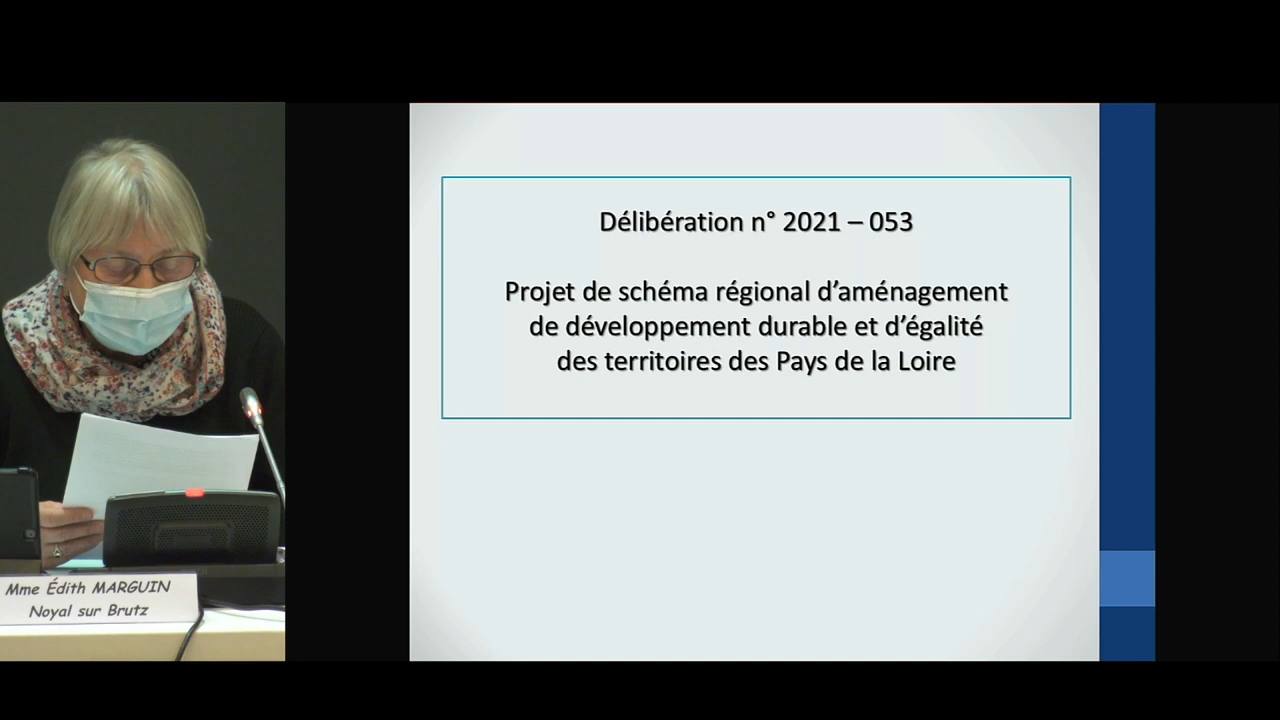 Mme Édith MARGUIN
Noyal sur Brutz
Délibération n° 2021 – 053
Projet de schéma régional d’aménagement
de développement durable et d’égalité
des territoires des Pays de la Loire